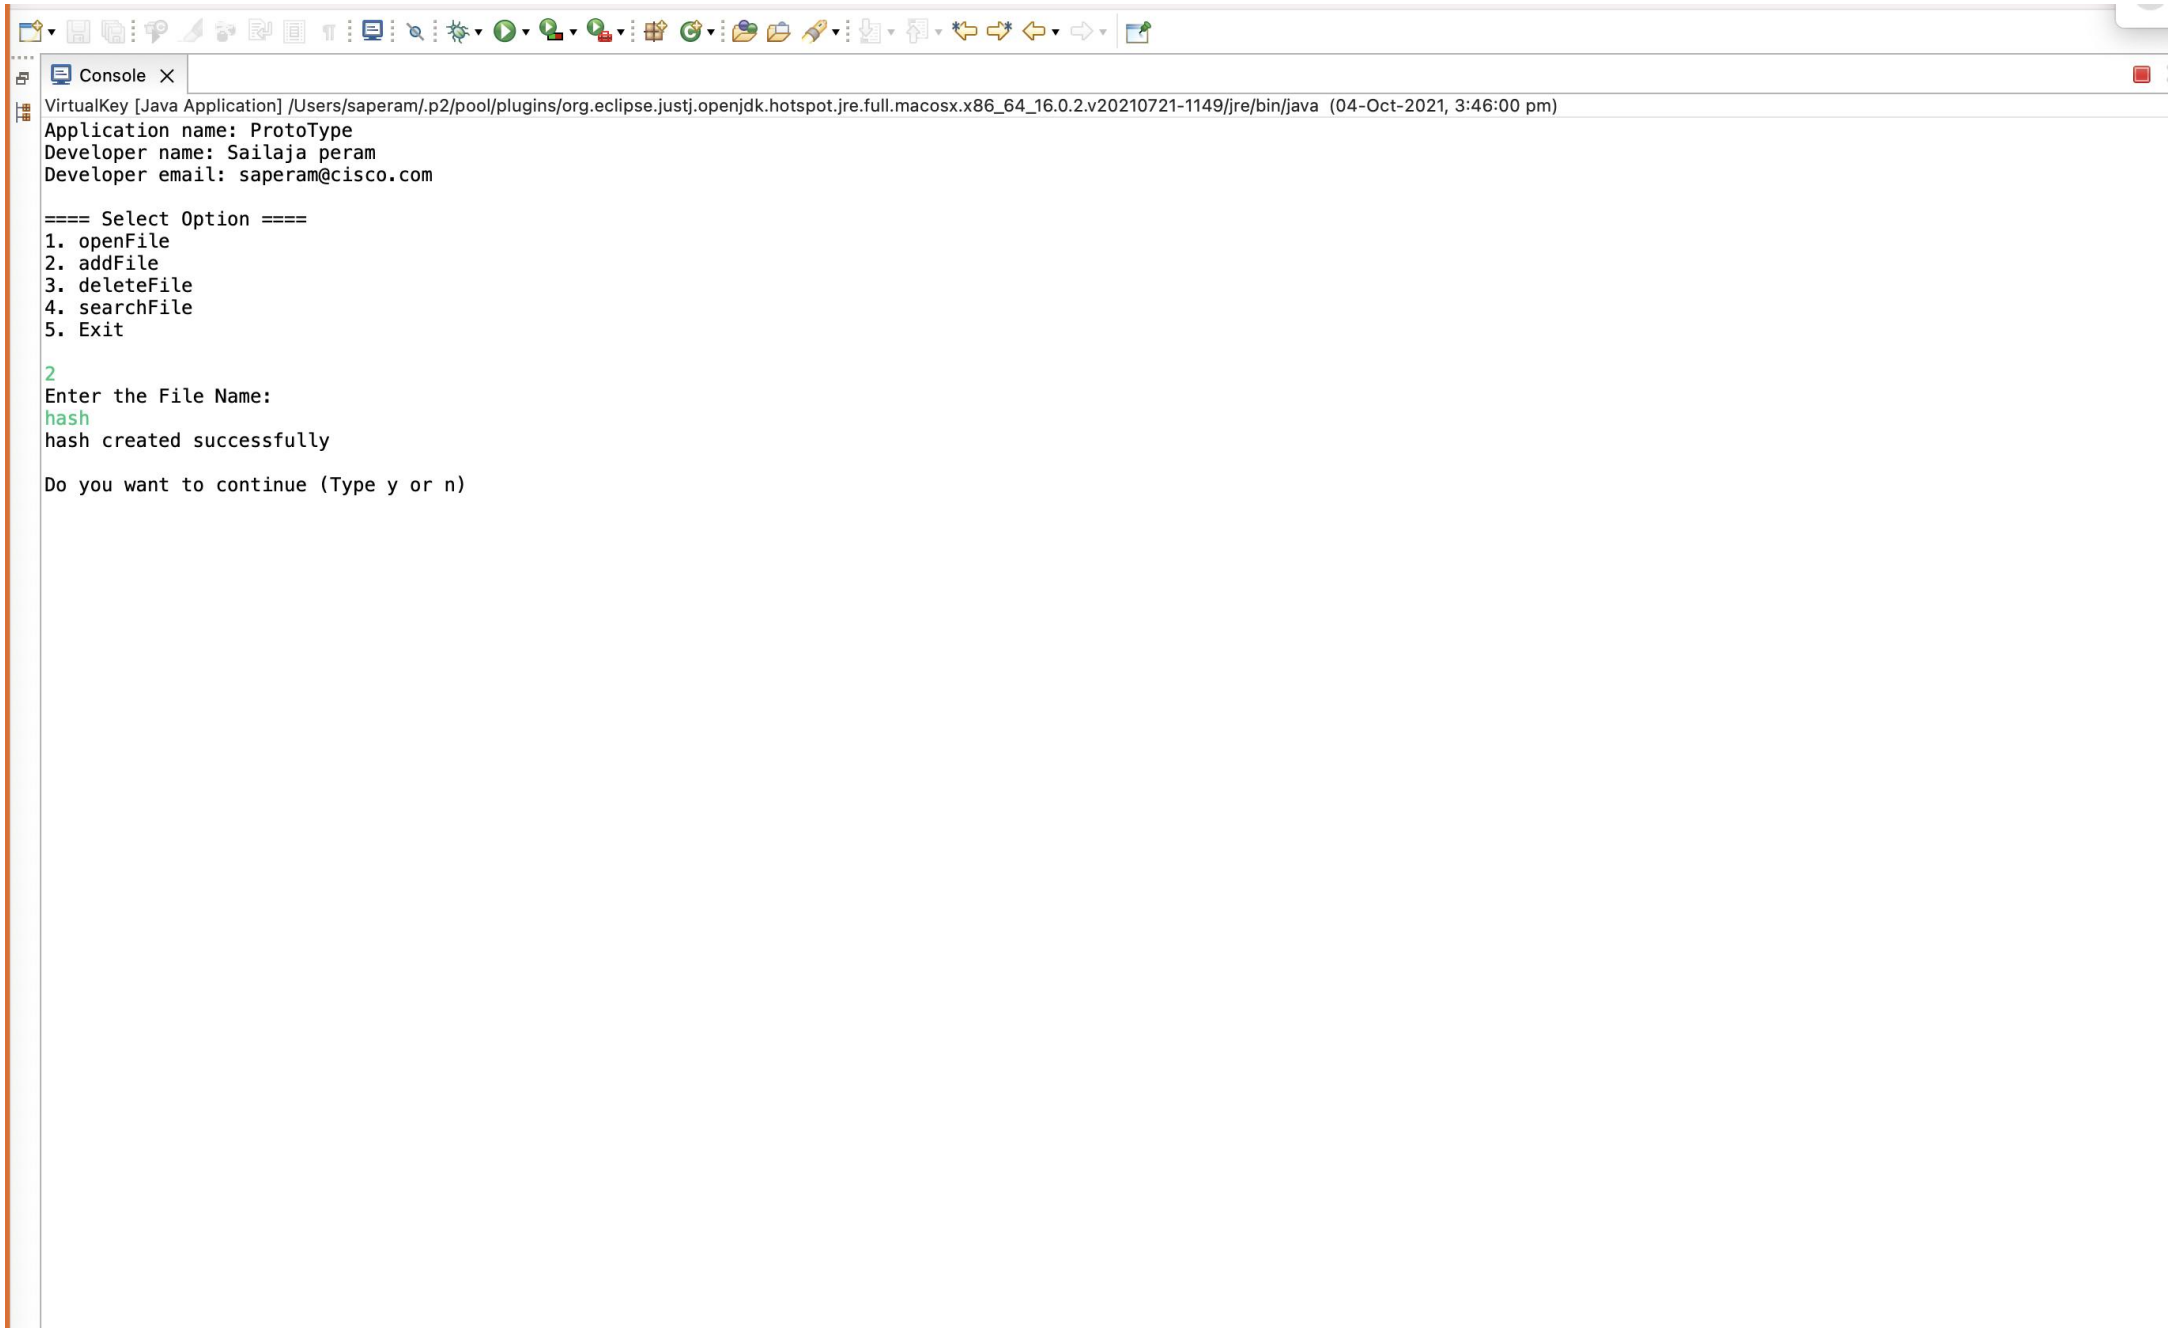 Console
VirtualKey [Java Application] /Users/saperam/.p2/pool/plugins/org.eclipse.justj.openjdk.hotspot.jre.full.macosx.x86_64_16.0.2.v20210721-1149/jre/bin/java (04-Oct-2021, 3:46:00 pm)
Application name: ProtoType
Developer name: Sailaja peram
Developer email: saperam@cisco.com
==== Select Option ====
1. openFile
2. addFile
3. deleteFile
4. searchFile
5. Exit
2
Enter the File Name:
hash
hash created successfully
Do you want to continue (Type y or n)